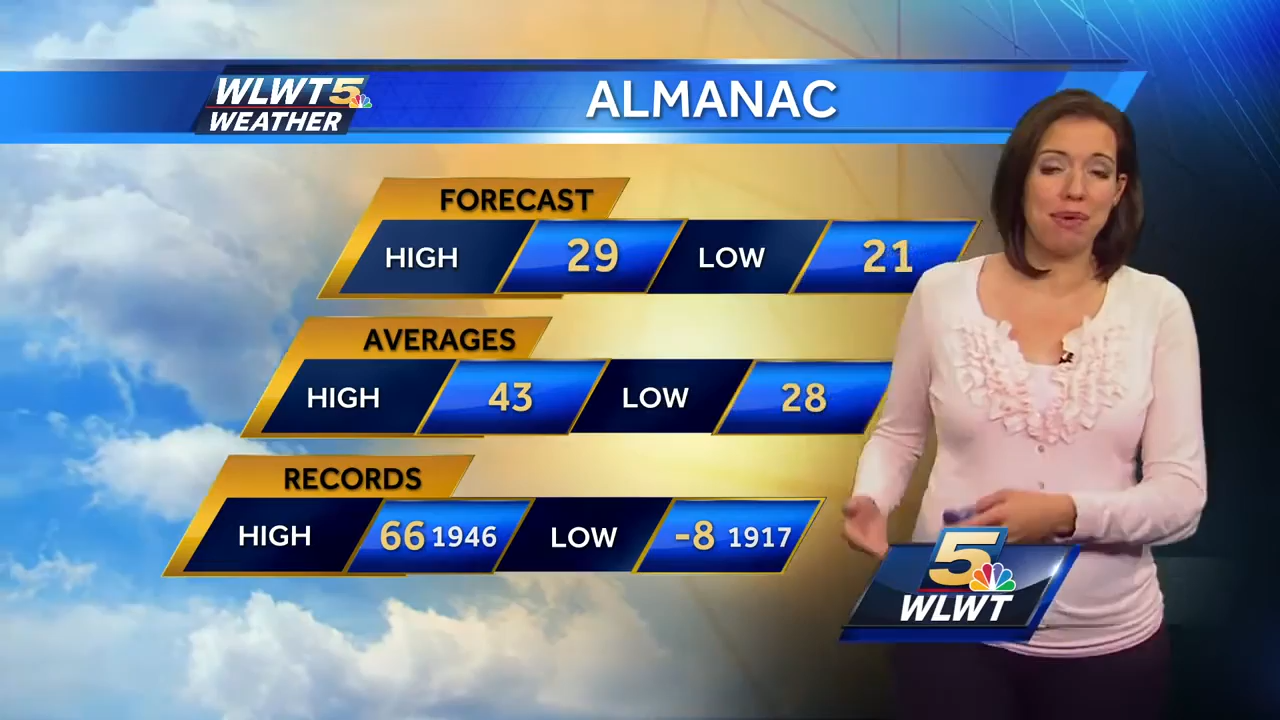 WLWT5 WEATHER
ALMANAC
FORECAST
HIGH 29 LOW 21
AVERAGES
HIGH 43 LOW 28
RECORDS
HIGH 66 1946 LOW -8 1917
5
WLWT